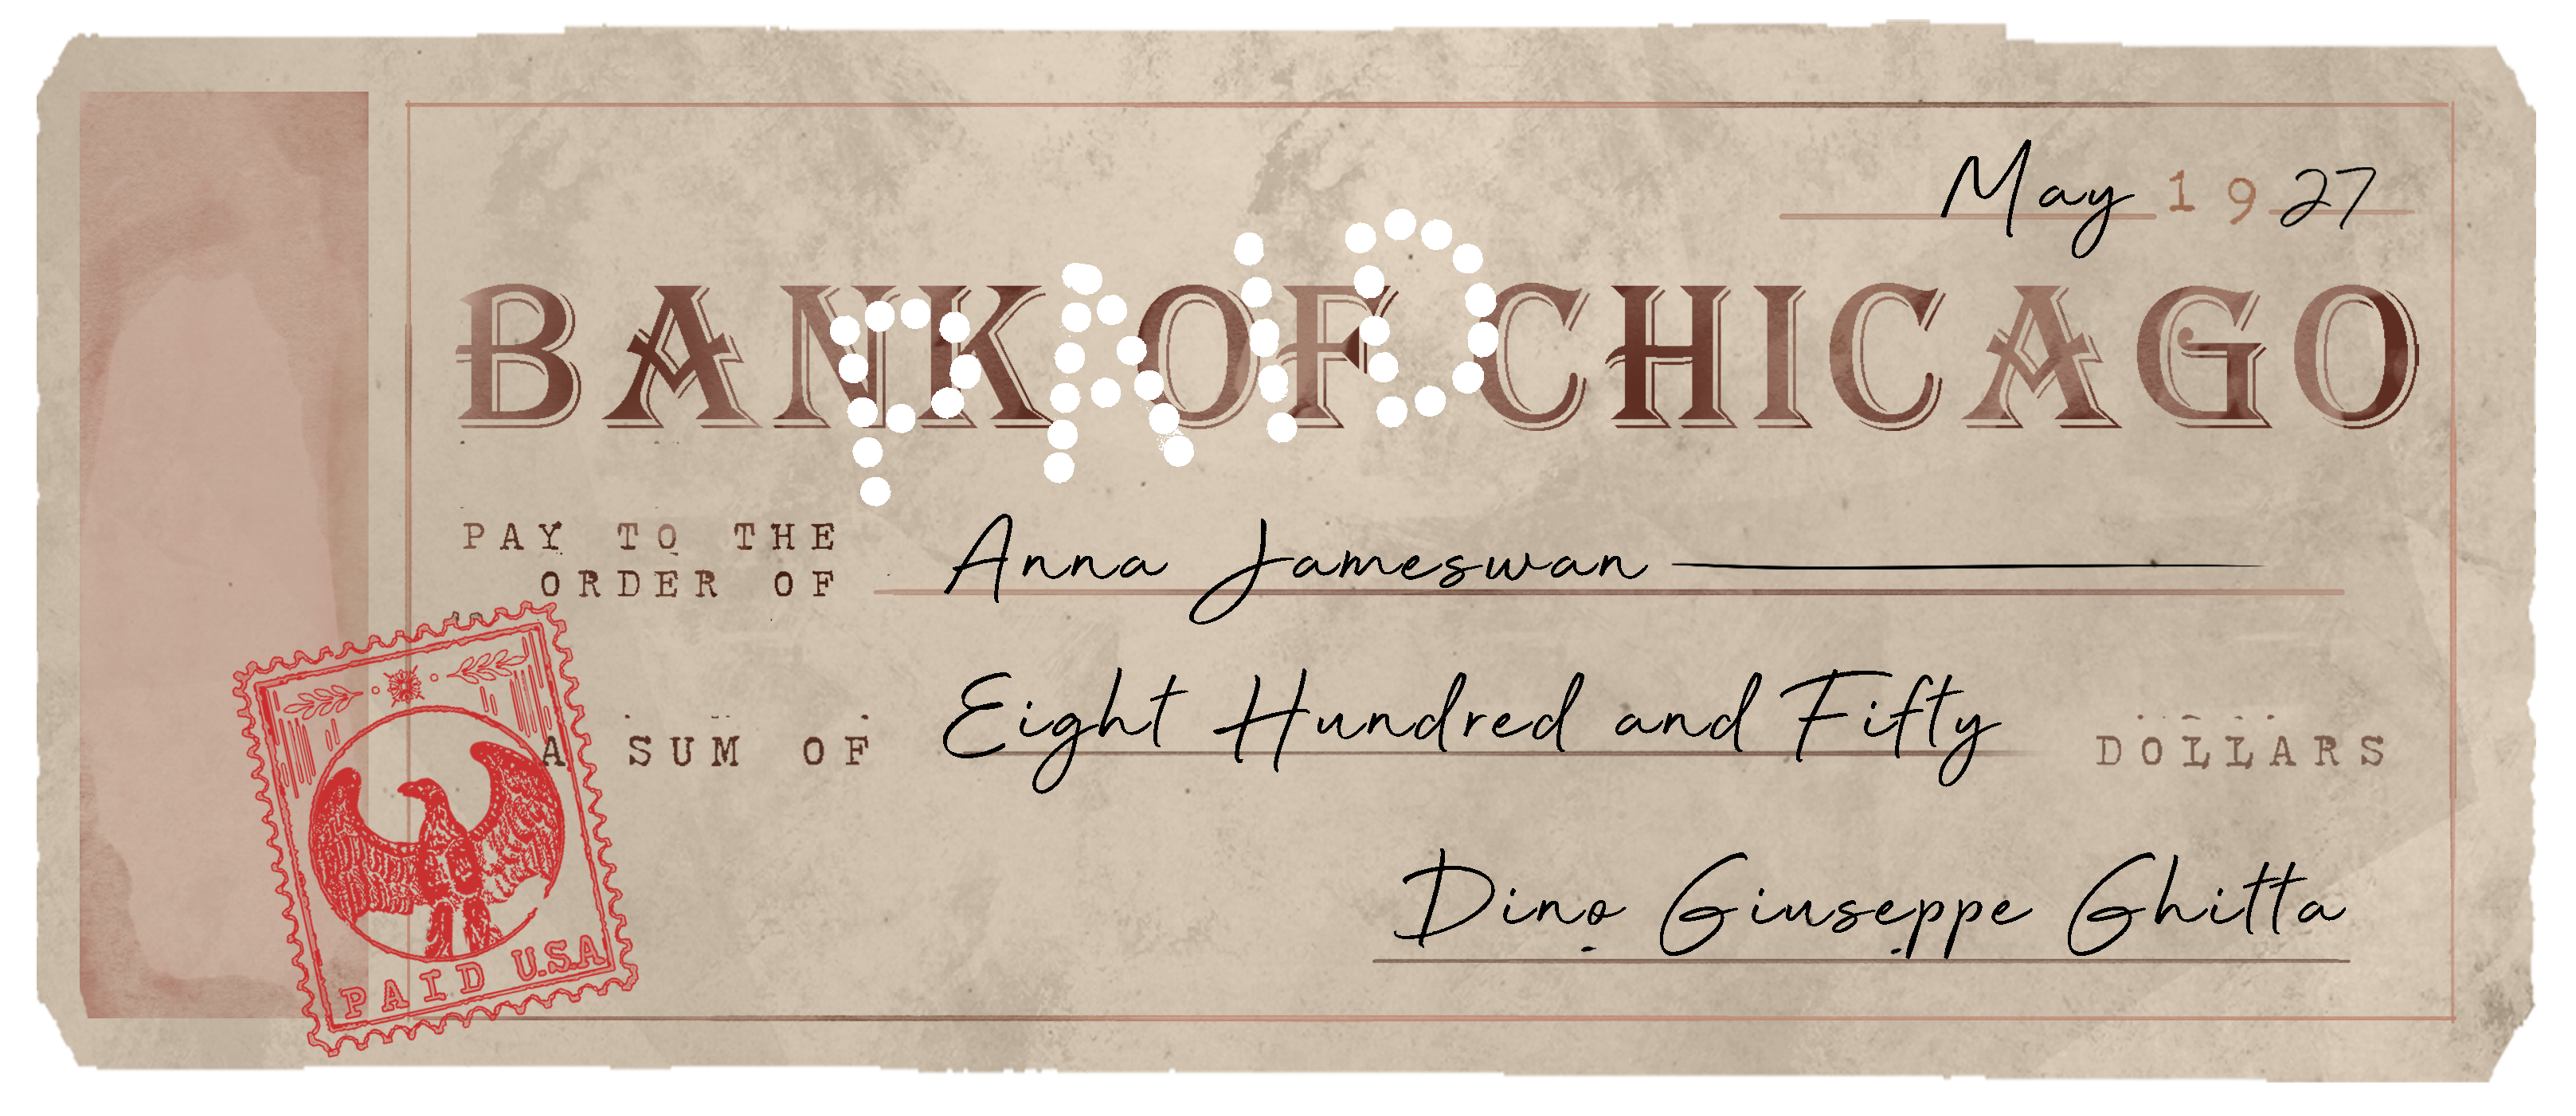 May 1927
BANK OF CHICAGO
PAID
PAY TO THE
ORDER OF Anna Jameswan
A SUM OF Eight Hundred and Fifty DOLLARS
Dino Giuseppe Ghitta
PAID U.S.A